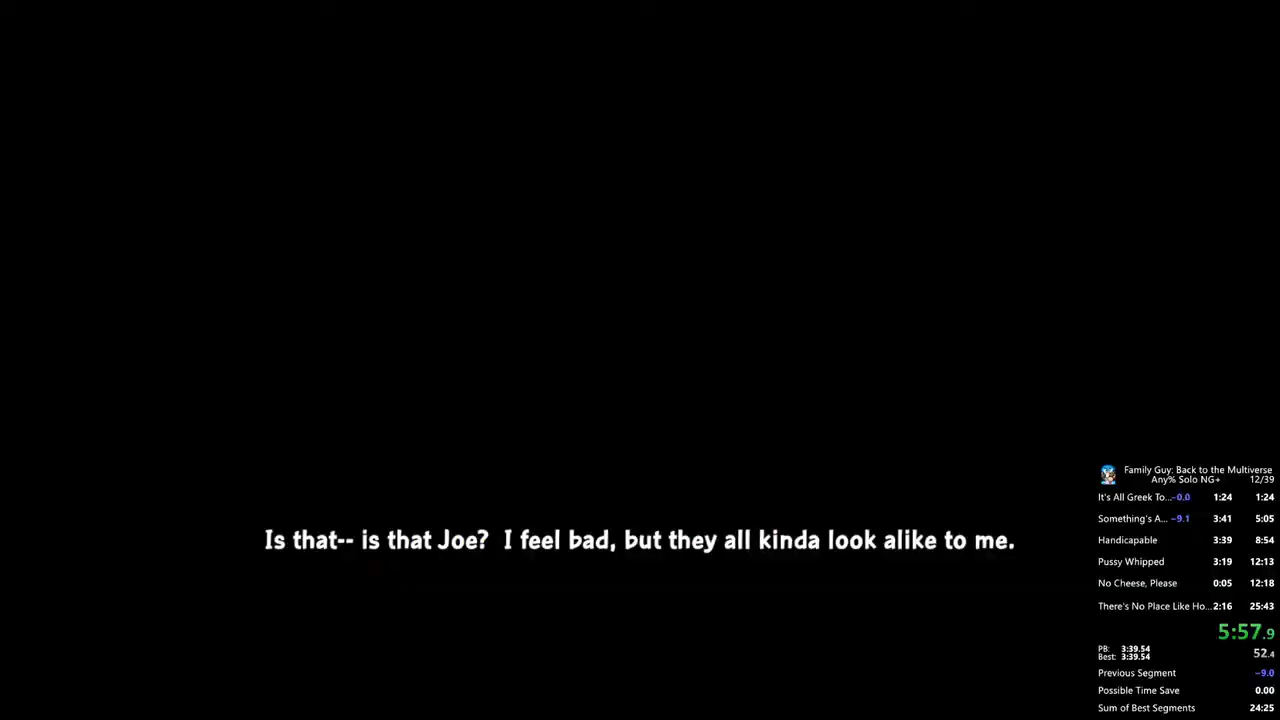 Is that-- is that Joe?  I feel bad, but they all kinda look alike to me.
Family Guy: Back to the Multiverse
Any% Solo NG+ 12/39
It's All Greek To... −0.0 1:24 1:24
Something's A... −9.1 3:41 5:05
Handicapable 3:39 8:54
Pussy Whipped 3:19 12:13
No Cheese, Please 0:05 12:18
There's No Place Like Ho... 2:16 25:43
5:57.9
PB: 3:39.54 52.4
Best: 3:39.54
Previous Segment −9.0
Possible Time Save 0.00
Sum of Best Segments 24:25